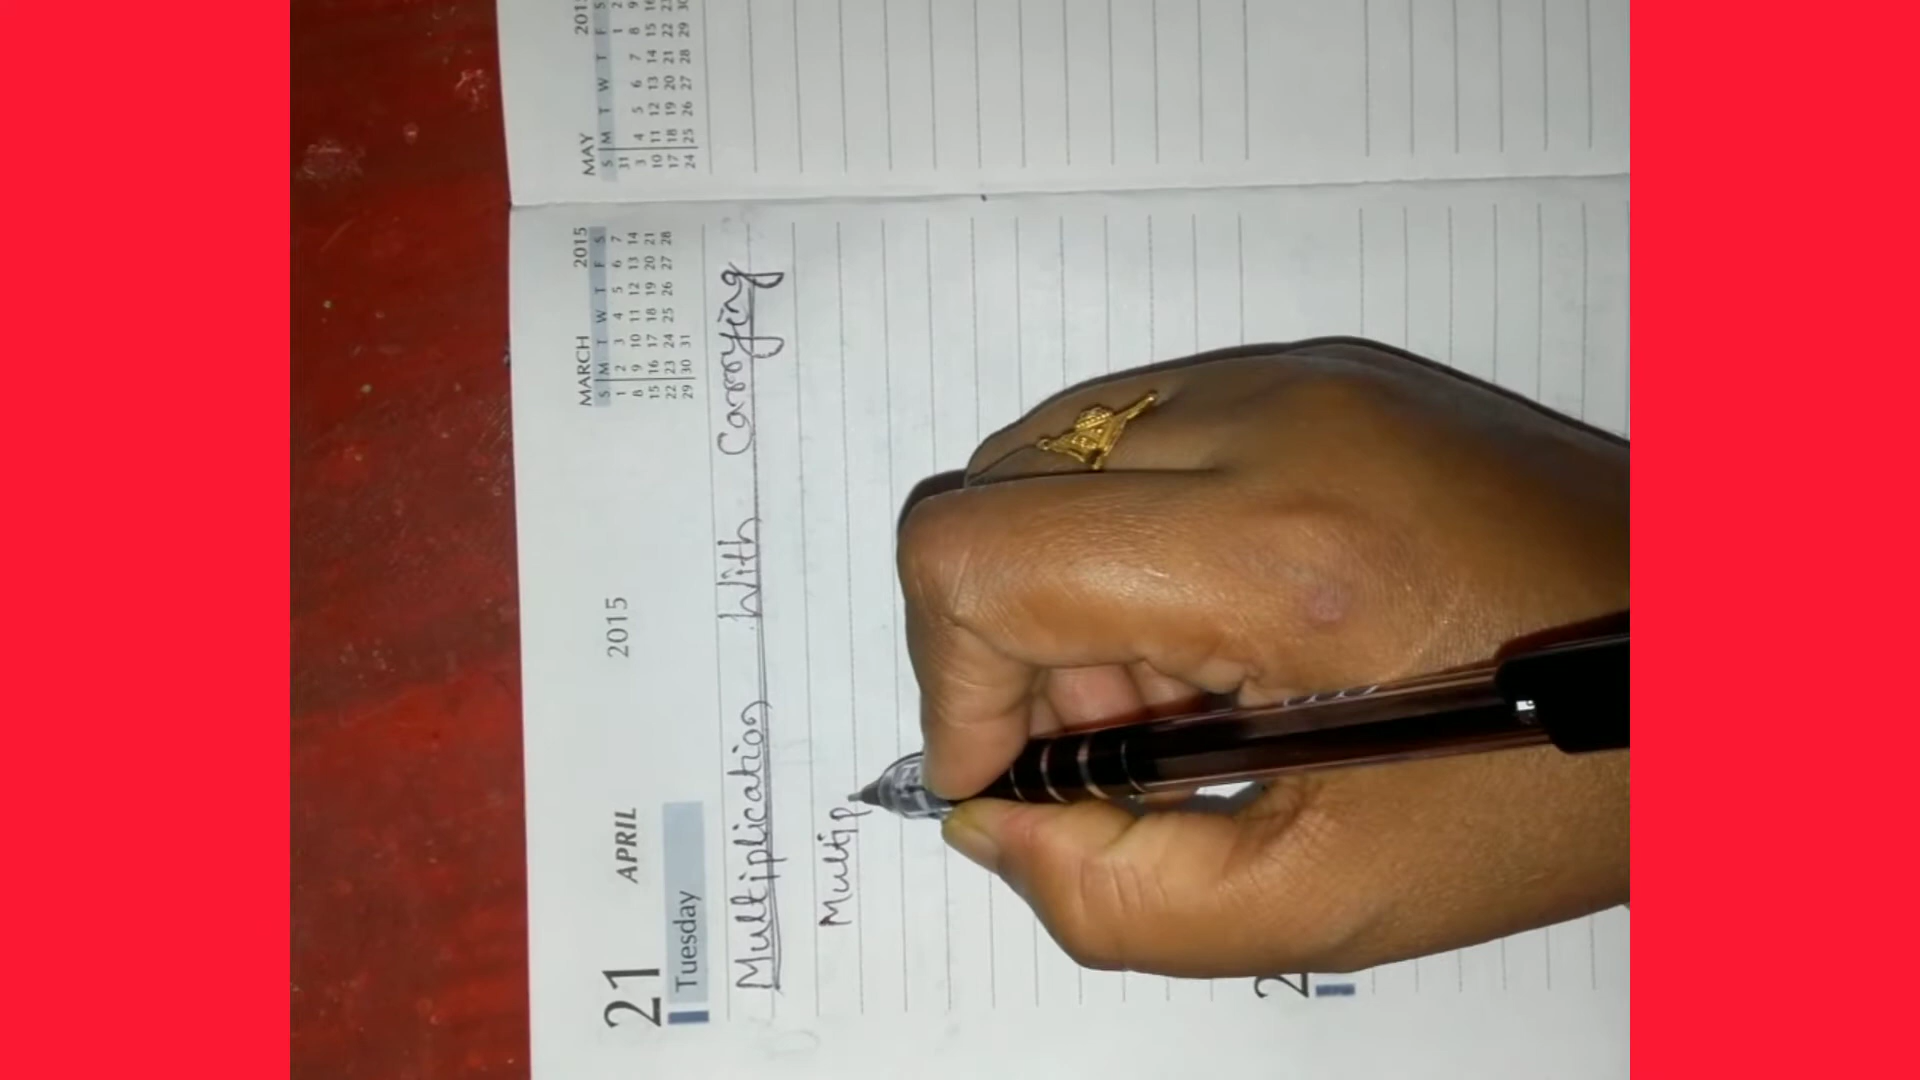 21 APRIL 2015
Tuesday
MARCH 2015
S M T W T F S
1 2 3 4 5 6 7
8 9 10 11 12 13 14
15 16 17 18 19 20 21
22 23 24 25 26 27 28
29 30 31
Multiplication With Carrying
Multip
2
MAY 201
S M T W T F S
31 1 2
3 4 5 6 7 8 9
10 11 12 13 14 15 16
17 18 19 20 21 22 23
24 25 26 27 28 29 30